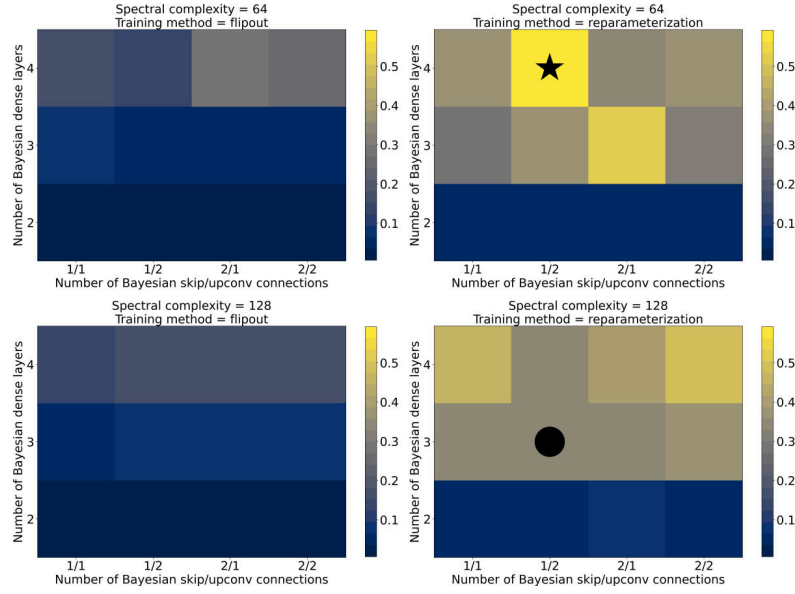 Spectral complexity = 64
Training method = flipout
Number of Bayesian dense layers
4
3
2
1/1 1/2 2/1 2/2
Number of Bayesian skip/upconv connections
0.5
0.4
0.3
0.2
0.1
Spectral complexity = 64
Training method = reparameterization
Number of Bayesian dense layers
4
3
2
1/1 1/2 2/1 2/2
Number of Bayesian skip/upconv connections
0.5
0.4
0.3
0.2
0.1
Spectral complexity = 128
Training method = flipout
Number of Bayesian dense layers
4
3
2
1/1 1/2 2/1 2/2
Number of Bayesian skip/upconv connections
0.5
0.4
0.3
0.2
0.1
Spectral complexity = 128
Training method = reparameterization
Number of Bayesian dense layers
4
3
2
1/1 1/2 2/1 2/2
Number of Bayesian skip/upconv connections
0.5
0.4
0.3
0.2
0.1